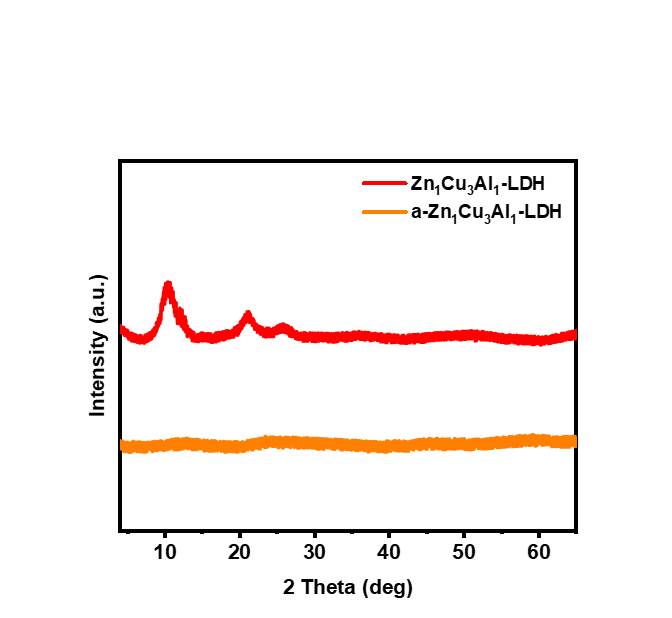 Zn₁Cu₃Al₁-LDH
a-Zn₁Cu₃Al₁-LDH
Intensity (a.u.)
10 20 30 40 50 60
2 Theta (deg)